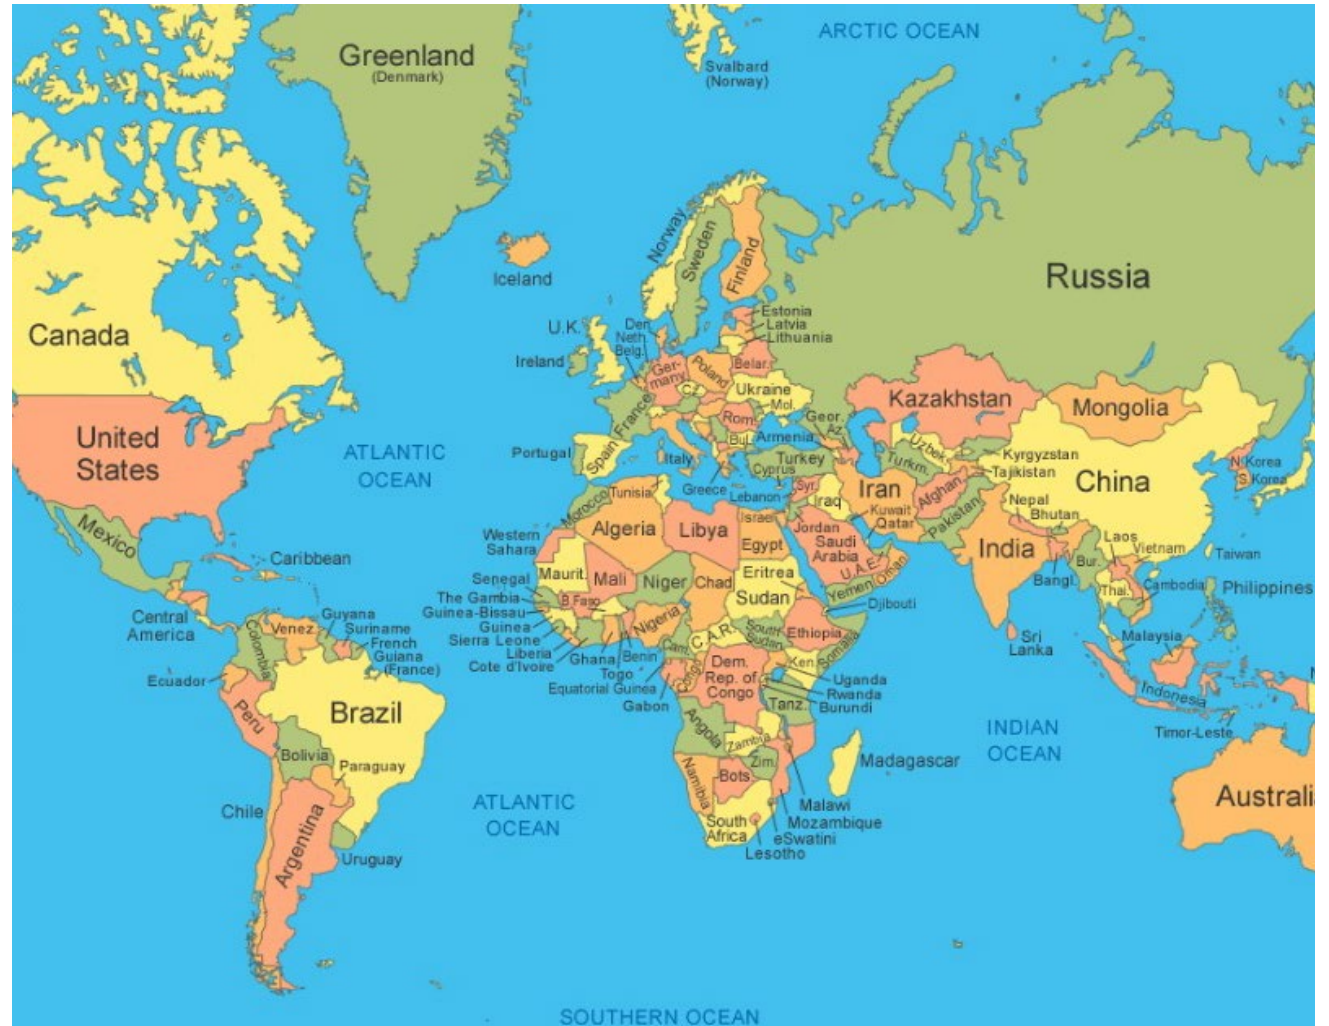 ARCTIC OCEAN
Greenland
(Denmark)
Svalbard
(Norway)
Norway
Sweden
Finland
Iceland
Russia
Canada
U.K.
Ireland
Den.
Neth.
Belg.
Estonia
Latvia
Lithuania
Belar.
Ger-
many
Poland
Cz.
Ukraine
Mol.
France
Rom.
Bul.
Geor.
Az.
Armenia
Kazakhstan
Mongolia
United
States
ATLANTIC
OCEAN
Portugal
Spain
Italy
Greece
Turkey
Cyprus
Lebanon
Syr.
Iraq
Iran
Uzbek.
Turkm.
Kyrgyzstan
Tajikistan
Afghan.
Pakistan
China
N. Korea
S. Korea
Mexico
Morocco
Tunisia
Algeria
Libya
Israel
Egypt
Jordan
Kuwait
Qatar
Saudi
Arabia
U.A.E.
Oman
Yemen
Nepal
Bhutan
India
Bangl.
Bur.
Laos
Vietnam
Thai.
Cambodia
Taiwan
Philippines
Western
Sahara
Caribbean
Central
America
Senegal
The Gambia
Guinea-Bissau
Guinea
Sierra Leone
Liberia
Cote d'Ivoire
Maurit.
Mali
B.Faso
Niger
Chad
Eritrea
Sudan
Djibouti
Nigeria
Ghana
Togo
Benin
Equatorial Guinea
Gabon
Cam.
C.A.R.
South
Sudan
Ethiopia
Somalia
Congo
Dem.
Rep. of
Congo
Ken.
Uganda
Rwanda
Burundi
Tanz.
Sri
Lanka
Malaysia
Indonesia
Timor-Leste
Guyana
Suriname
French
Guiana
(France)
Venez.
Colombia
Ecuador
Peru
Brazil
Bolivia
Paraguay
Chile
Argentina
Uruguay
ATLANTIC
OCEAN
Angola
Zambia
Zim.
Namibia
Bots.
South
Africa
Malawi
Mozambique
eSwatini
Lesotho
Madagascar
INDIAN
OCEAN
Australi
SOUTHERN OCEAN